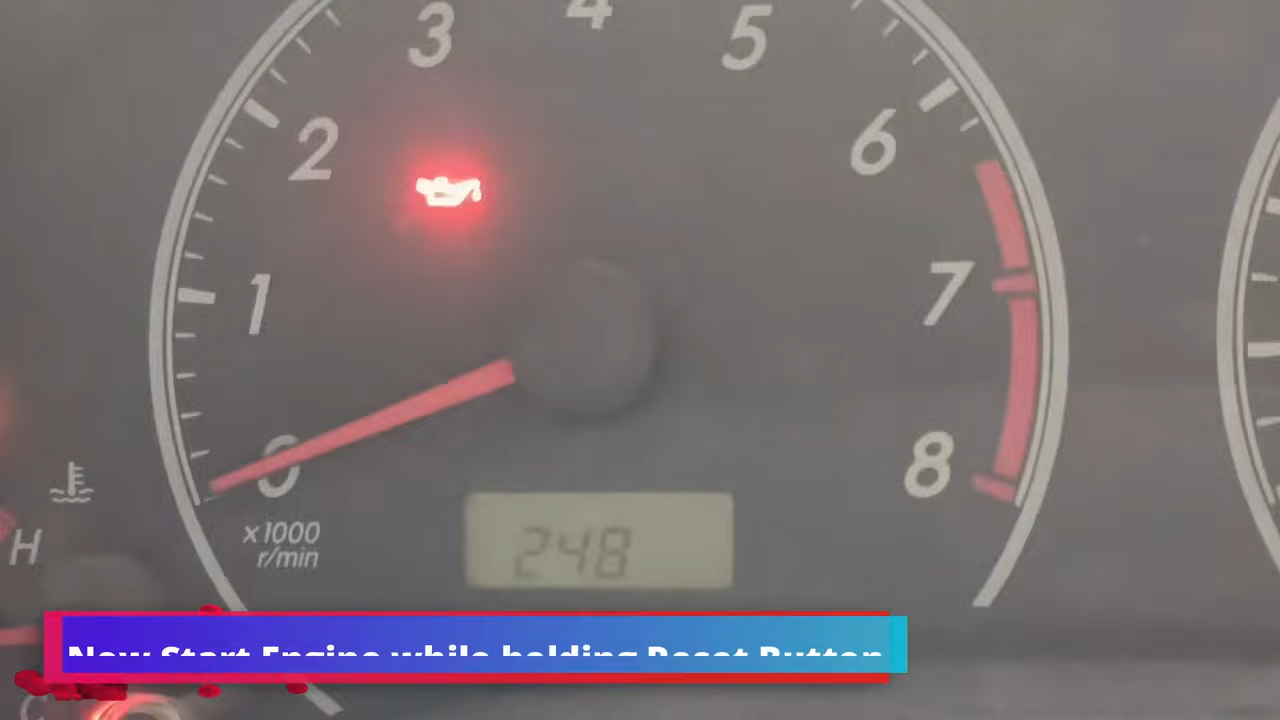 3 4 5
2 6
1 7
0 8
x1000
r/min
248
H
C
Now Start Engine while holding Reset Button